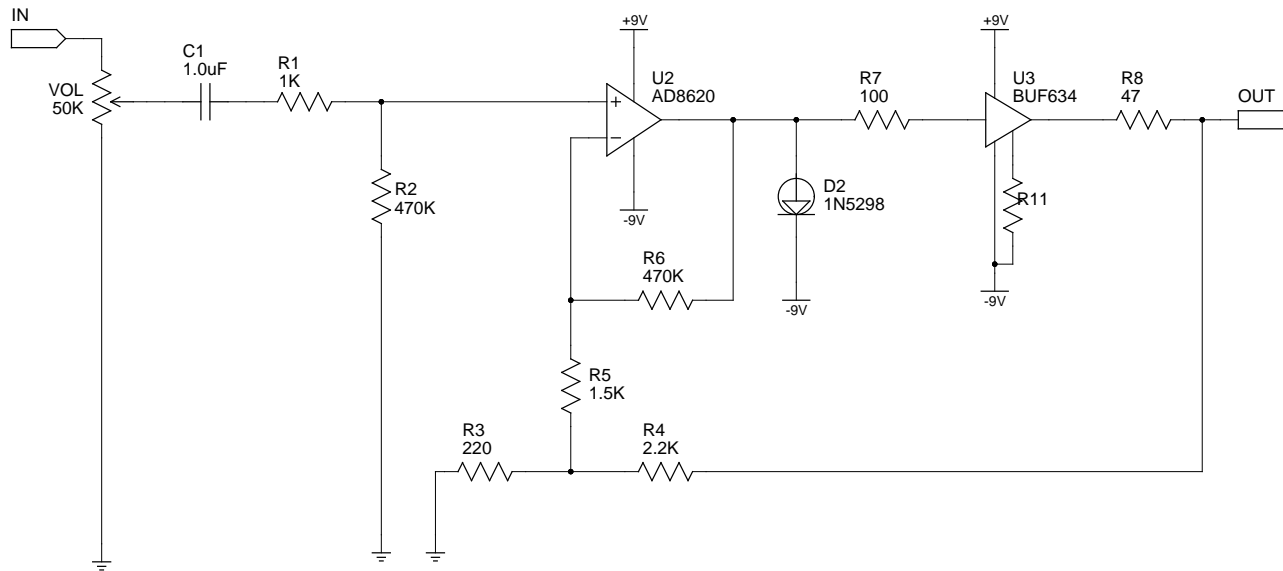 IN
VOL
50K
C1
1.0uF
R1
1K
R2
470K
+9V
U2
AD8620
+
−
-9V
R6
470K
R5
1.5K
R3
220
R4
2.2K
D2
1N5298
-9V
R7
100
+9V
U3
BUF634
R11
-9V
R8
47
OUT